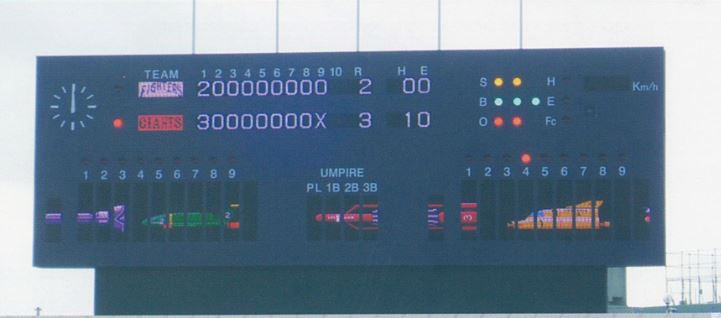 TEAM 1 2 3 4 5 6 7 8 9 10 R H E
FIGHTERS 200000000 2 00
GIANTS 30000000X 3 10
S H
B E
O Fc
Km/h
1 2 3 4 5 6 7 8 9
UMPIRE
PL 1B 2B 3B
1 2 3 4 5 6 7 8 9
2
3